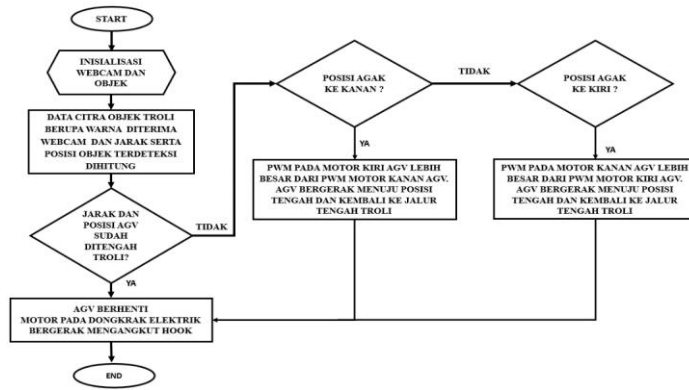 START
INISIALISASI
WEBCAM DAN
OBJEK
DATA CITRA OBJEK TROLI
BERUPA WARNA DITERIMA
WEBCAM DAN JARAK SERTA
POSISI OBJEK TERDETEKSI
DIHITUNG
JARAK DAN
POSISI AGV
SUDAH
DITENGAH
TROLI?
TIDAK
YA
AGV BERHENTI
MOTOR PADA DONGKRAK ELEKTRIK
BERGERAK MENGANGKUT HOOK
END
POSISI AGAK
KE KANAN ?
TIDAK
YA
PWM PADA MOTOR KIRI AGV LEBIH
BESAR DARI PWM MOTOR KANAN AGV.
AGV BERGERAK MENUJU POSISI
TENGAH DAN KEMBALI KE JALUR
TENGAH TROLI
POSISI AGAK
KE KIRI ?
YA
PWM PADA MOTOR KANAN AGV LEBIH
BESAR DARI PWM MOTOR KIRI AGV.
AGV BERGERAK MENUJU POSISI
TENGAH DAN KEMBALI KE JALUR
TENGAH TROLI